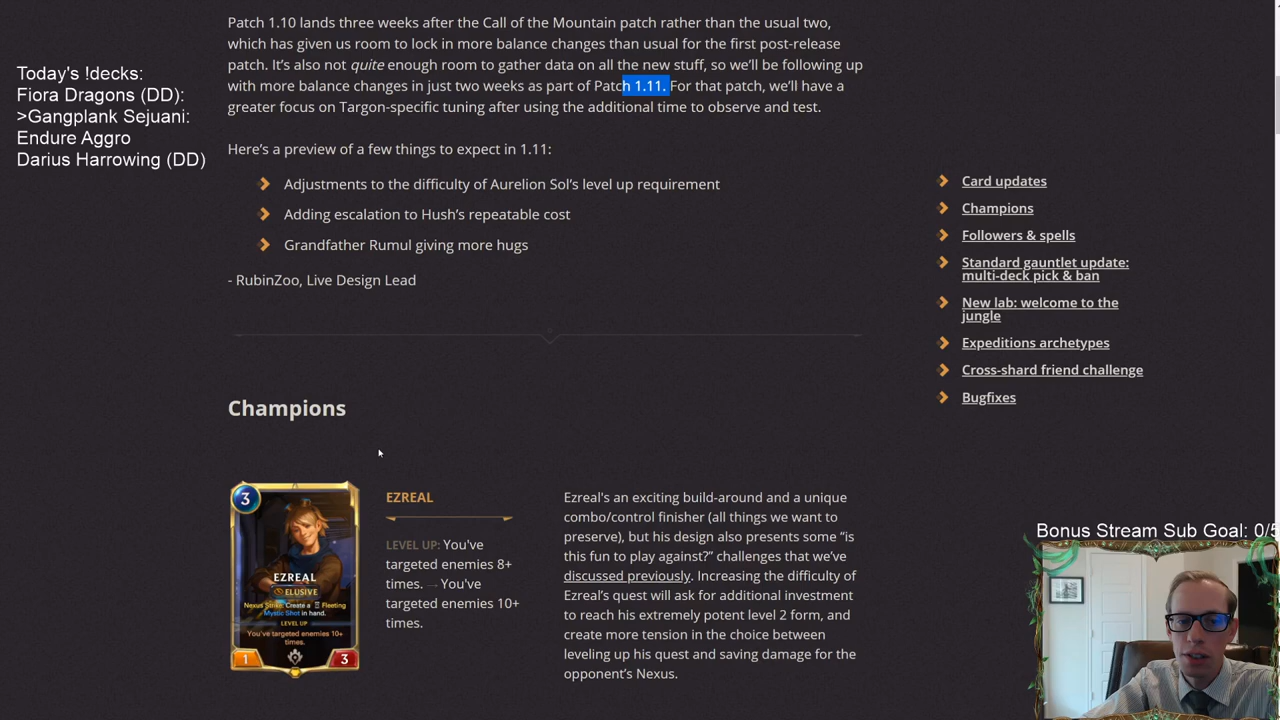 Patch 1.10 lands three weeks after the Call of the Mountain patch rather than the usual two,
which has given us room to lock in more balance changes than usual for the first post-release
patch. It's also not quite enough room to gather data on all the new stuff, so we'll be following up
with more balance changes in just two weeks as part of Patch 1.11. For that patch, we'll have a
greater focus on Targon-specific tuning after using the additional time to observe and test.
Today's !decks:
Fiora Dragons (DD):
>Gangplank Sejuani:
Endure Aggro
Darius Harrowing (DD)
Here's a preview of a few things to expect in 1.11:
Adjustments to the difficulty of Aurelion Sol's level up requirement
Adding escalation to Hush's repeatable cost
Grandfather Rumul giving more hugs
- RubinZoo, Live Design Lead
Card updates
Champions
Followers & spells
Standard gauntlet update:
multi-deck pick & ban
New lab: welcome to the
jungle
Expeditions archetypes
Cross-shard friend challenge
Bugfixes
Champions
3
EZREAL
ELUSIVE
Nexus Strike: Create a Fleeting
Mystic Shot in hand.
LEVEL UP
You've targeted enemies 10+
times.
1
3
EZREAL
LEVEL UP: You've
targeted enemies 8+
times. → You've
targeted enemies 10+
times.
Ezreal's an exciting build-around and a unique
combo/control finisher (all things we want to
preserve), but his design also presents some "is
this fun to play against?" challenges that we've
discussed previously. Increasing the difficulty of
Ezreal's quest will ask for additional investment
to reach his extremely potent level 2 form, and
create more tension in the choice between
leveling up his quest and saving damage for the
opponent's Nexus.
Bonus Stream Sub Goal: 0/5